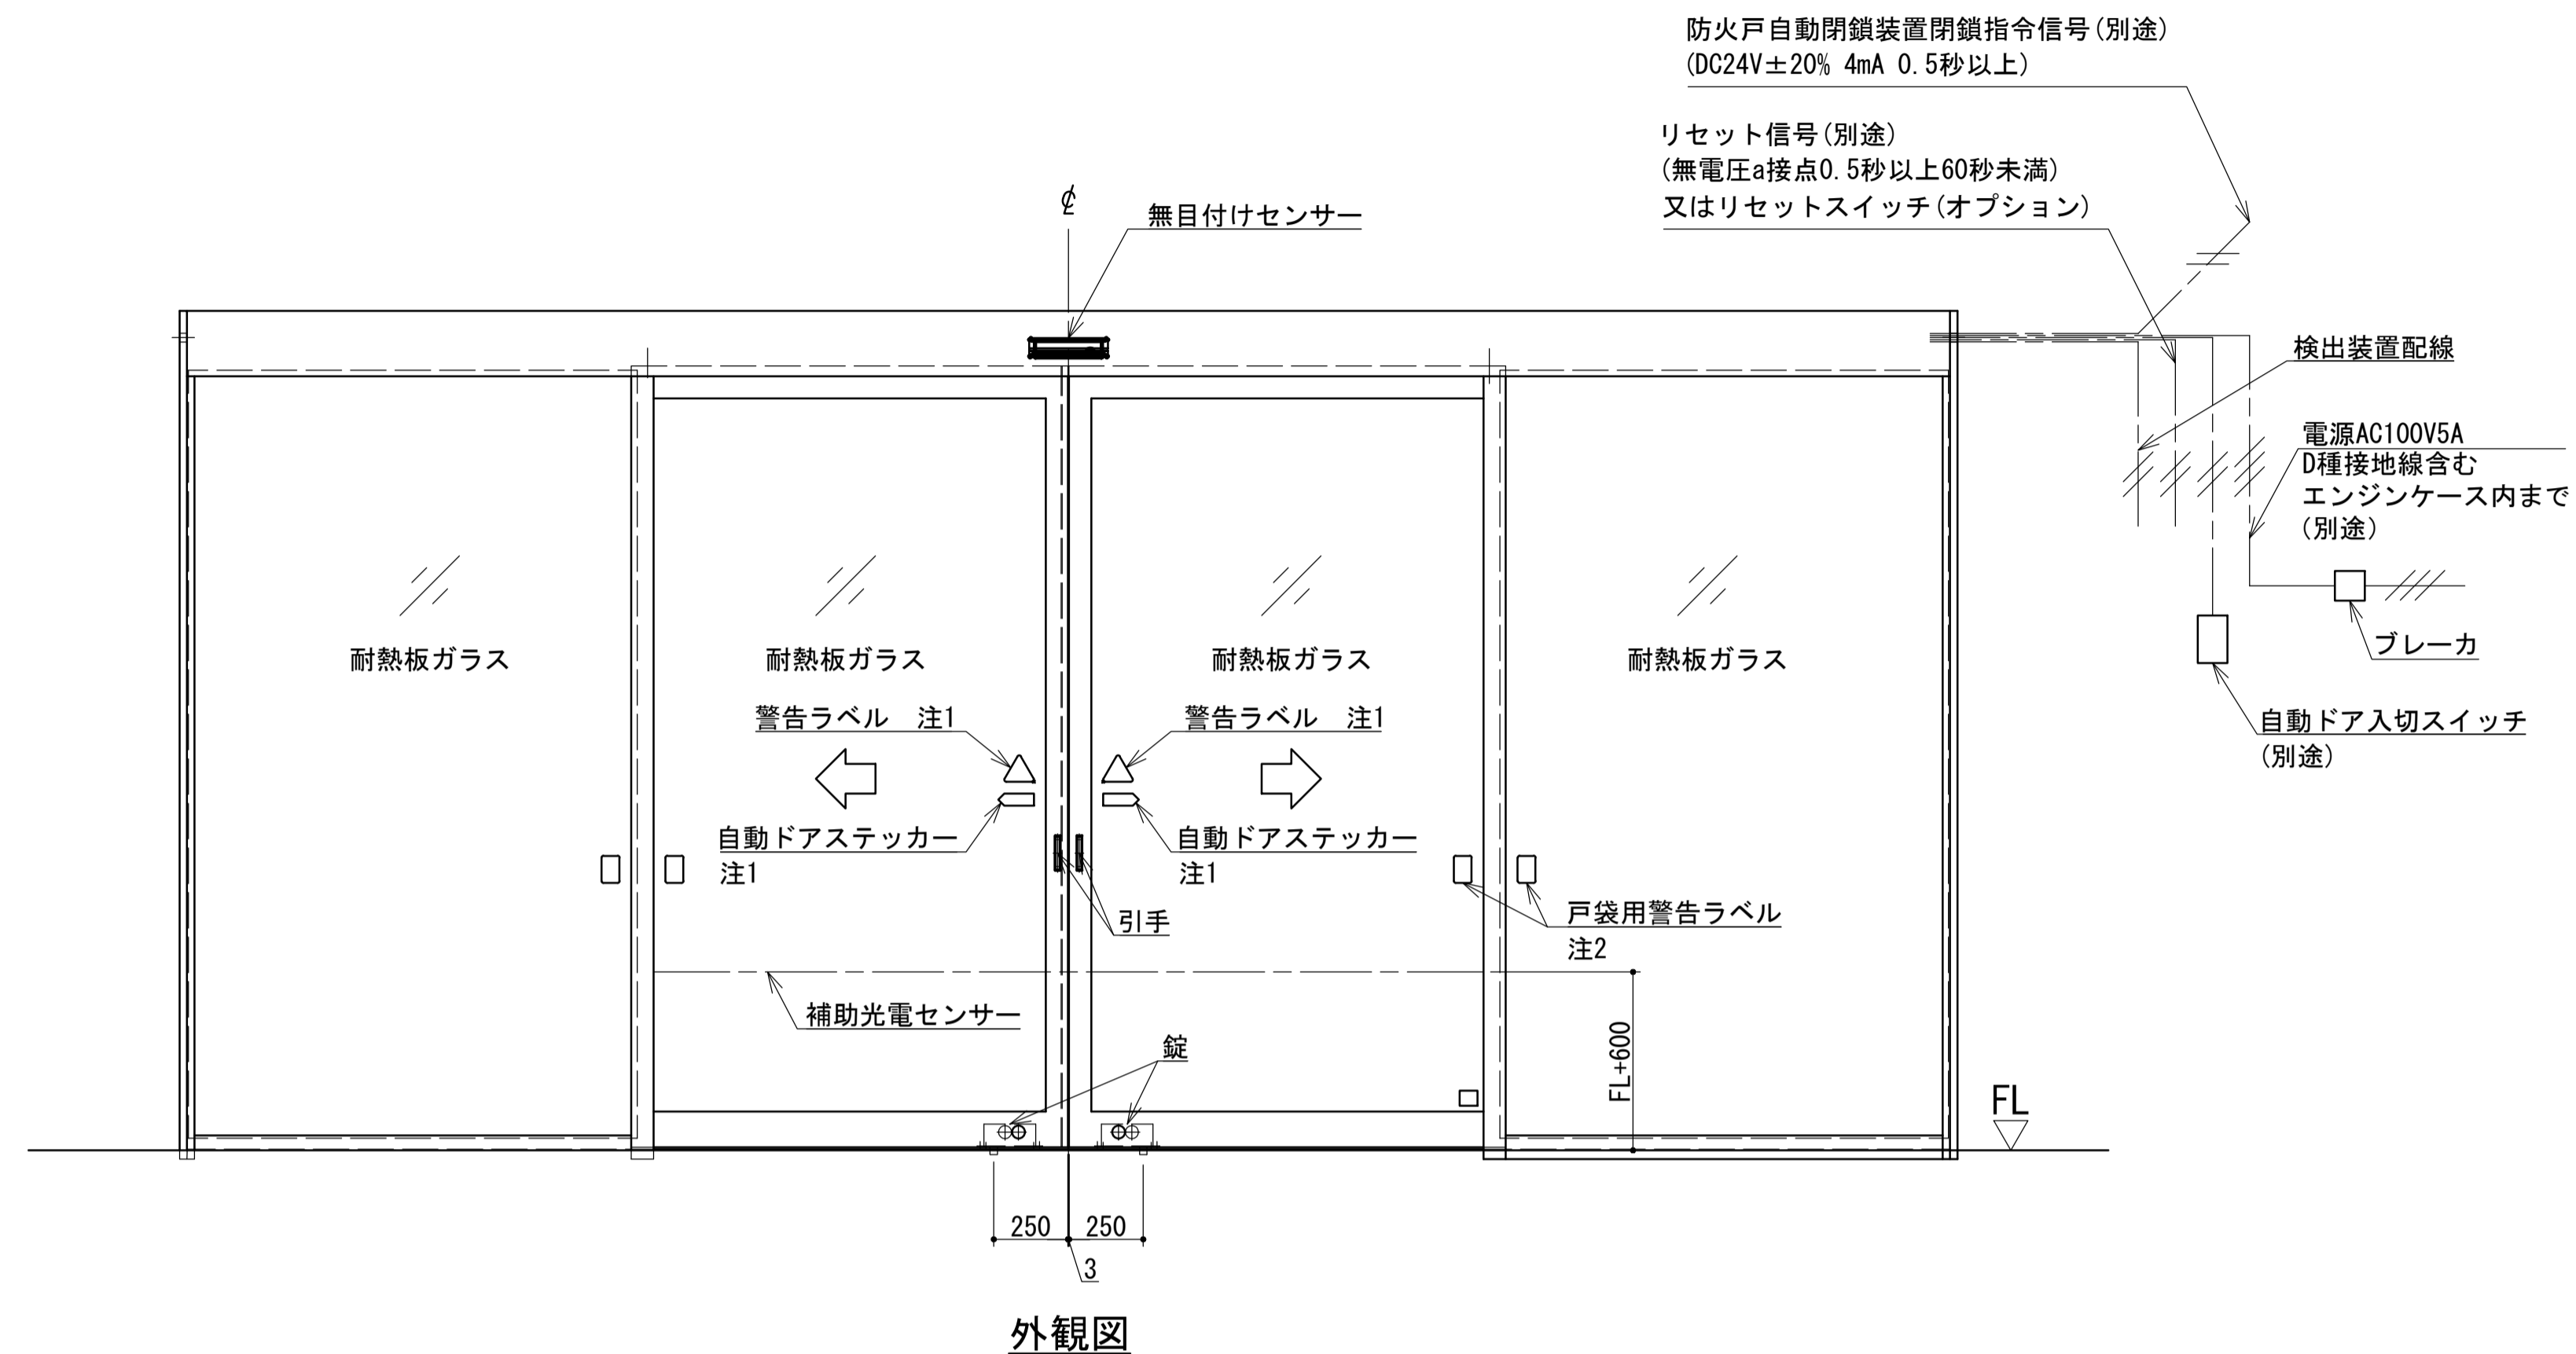 防火戸自動閉鎖装置閉鎖指令信号(別途)
(DC24V±20% 4mA 0.5秒以上)
リセット信号(別途)
(無電圧a接点0.5秒以上60秒未満)
又はリセットスイッチ(オプション)
℄
無目付けセンサー
検出装置配線
電源AC100V5A
D種接地線含む
エンジンケース内まで
(別途)
ブレーカ
自動ドア入切スイッチ
(別途)
耐熱板ガラス
耐熱板ガラス
耐熱板ガラス
耐熱板ガラス
警告ラベル 注1
警告ラベル 注1
自動ドアステッカー
注1
自動ドアステッカー
注1
引手
戸袋用警告ラベル
注2
補助光電センサー
錠
FL+600
FL
250
250
3
外観図